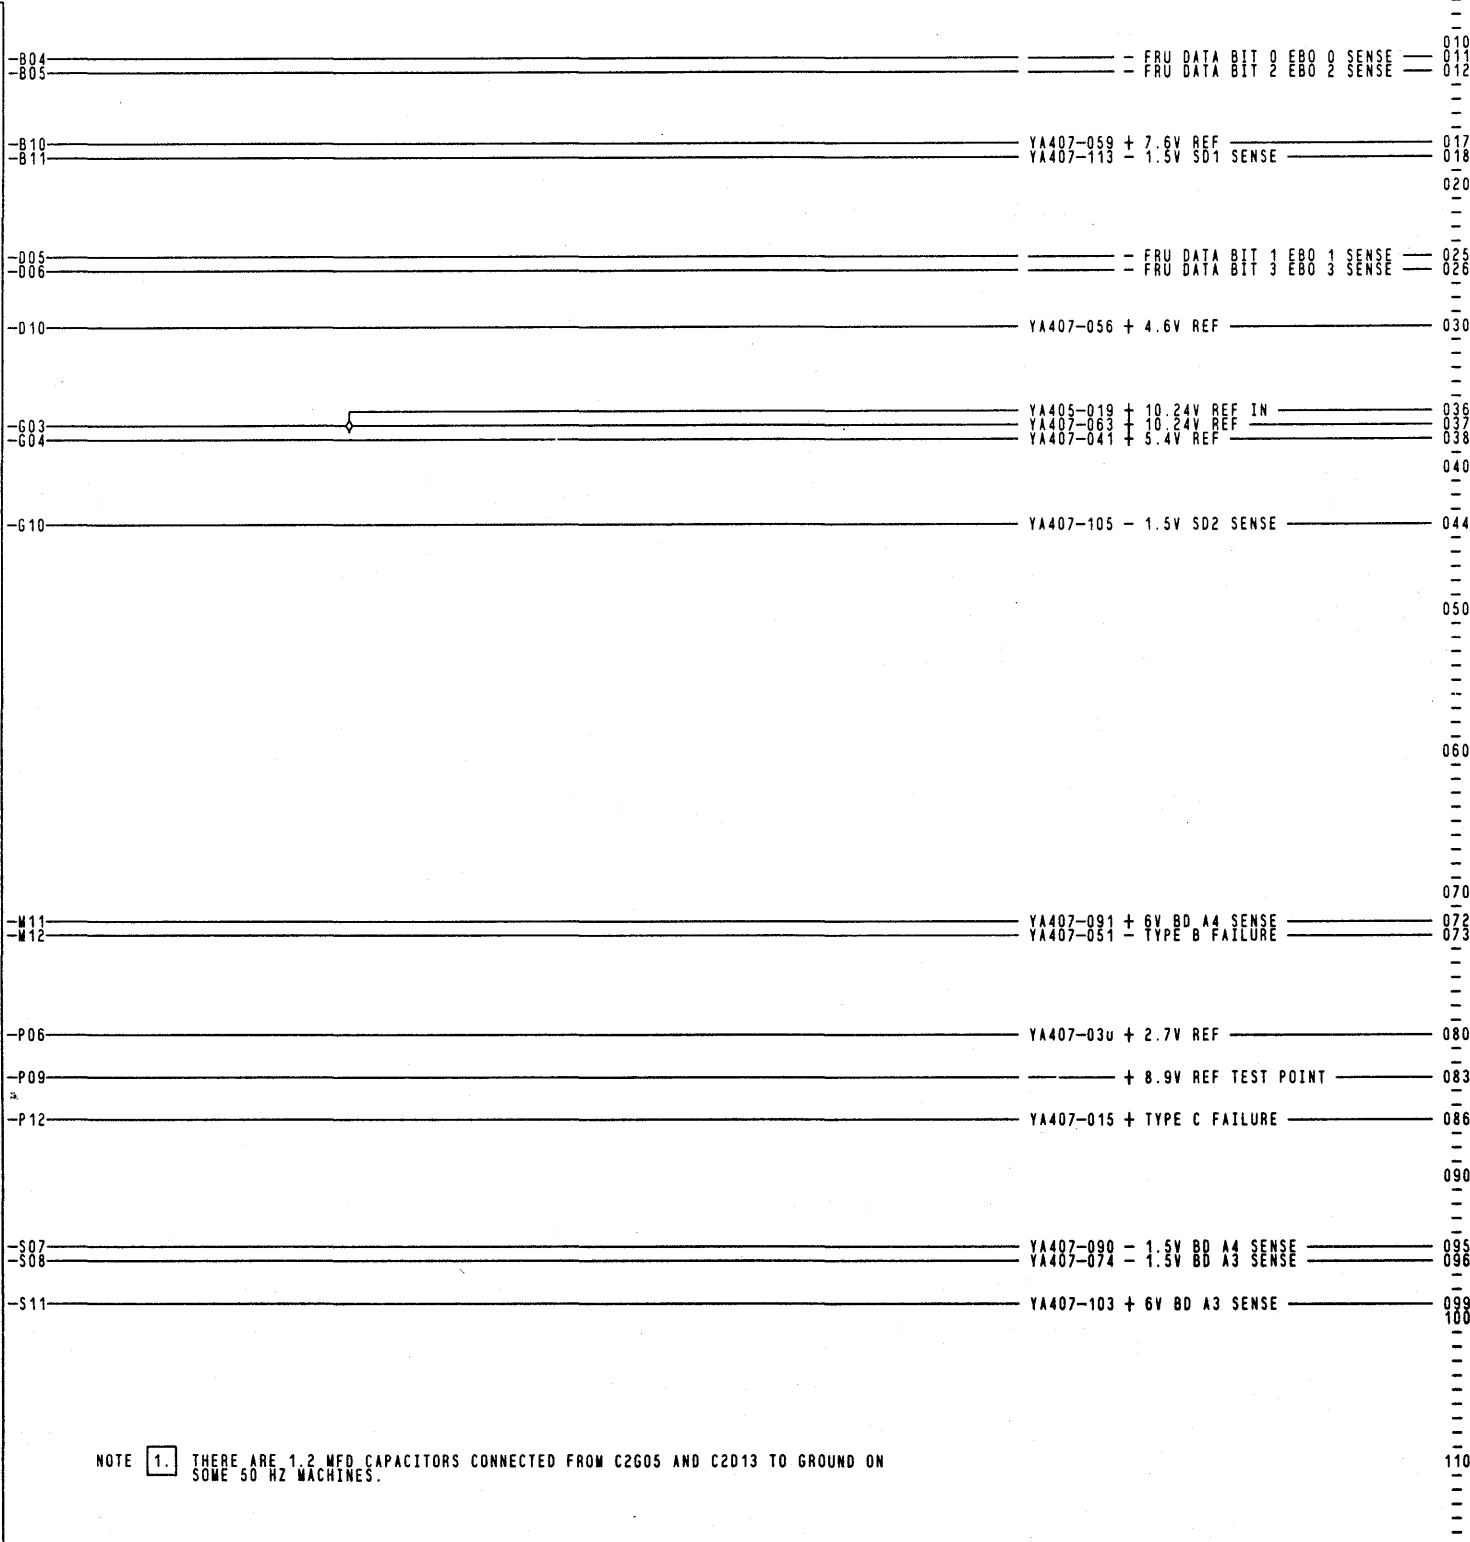 010
-B04 - FRU DATA BIT 0 EBO 0 SENSE 011
-B05 - FRU DATA BIT 2 EBO 2 SENSE 012
-B10 YA407-059 + 7.6V REF 017
-B11 YA407-113 - 1.5V SD1 SENSE 018
020
-D05 - FRU DATA BIT 1 EBO 1 SENSE 025
-D06 - FRU DATA BIT 3 EBO 3 SENSE 026
-D10 YA407-056 + 4.6V REF 030
YA405-019 + 10.24V REF IN 036
-G03 YA407-063 + 10.24V REF 037
-G04 YA407-041 + 5.4V REF 038
040
-G10 YA407-105 - 1.5V SD2 SENSE 044
050
060
070
-M11 YA407-091 + 6V BD A4 SENSE 072
-M12 YA407-051 - TYPE B FAILURE 073
-P06 + 2.7V REF 080
-P09 + 8.9V REF TEST POINT 083
-P12 YA407-015 + TYPE C FAILURE 086
090
-S07 YA407-090 - 1.5V BD A4 SENSE 095
-S08 YA407-074 - 1.5V BD A3 SENSE 096
-S11 YA407-103 + 6V BD A3 SENSE 099
100
NOTE 1. THERE ARE 1.2 MFD CAPACITORS CONNECTED FROM C2G05 AND C2D13 TO GROUND ON 110
SOME 50 HZ MACHINES.